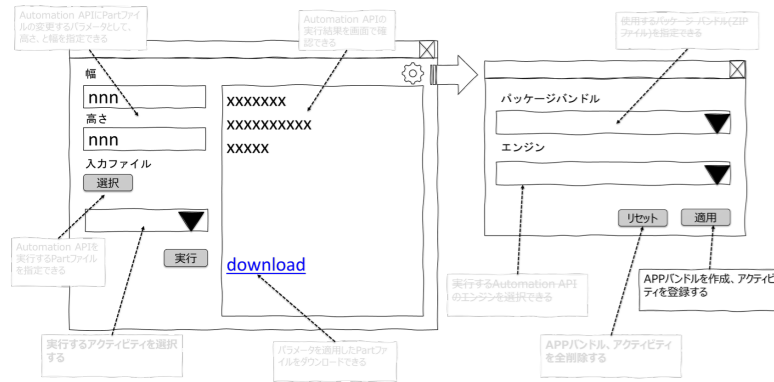 Automation APIにPartファイ
ルの変更するパラメータとして、
高さ、と幅を指定できる
Automation APIの
実行結果を画面で確
認できる
幅
nnn
高さ
nnn
入力ファイル
選択
実行
xxxxxxx
xxxxxxxxxx
xxxxx
download
Automation APIを
実行するPartファイル
を指定できる
実行するアクティビティを選択
する
パラメータを適用したPartファ
イルをダウンロードできる
使用するパッケージ バンドル(ZIP
ファイル)を指定できる
パッケージバンドル
エンジン
リセット
適用
実行するAutomation API
のエンジンを選択できる
APPバンドル、アクティビティ
を全削除する
APPバンドルを作成、アクティビ
ティを登録する